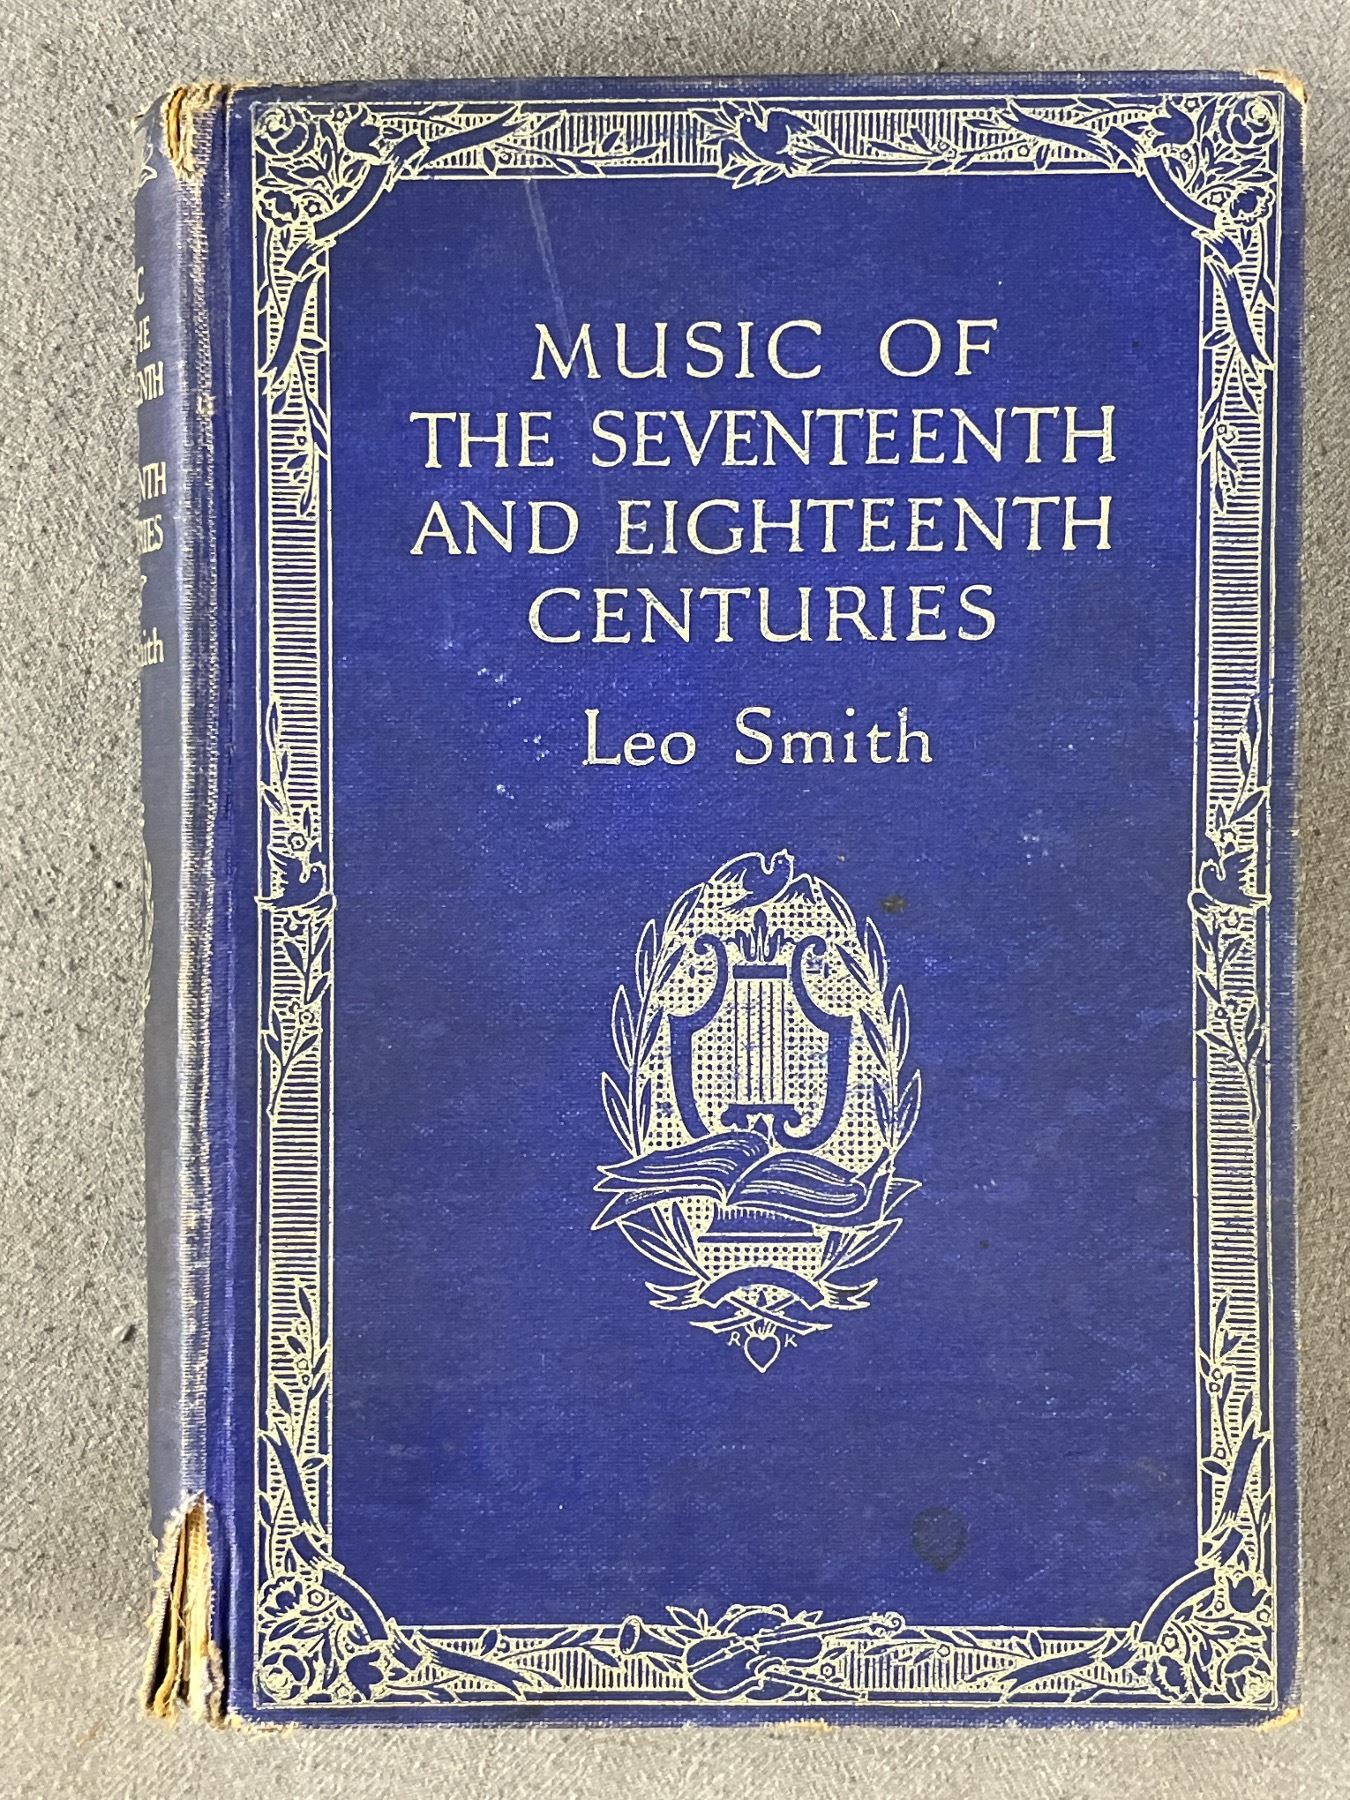 MUSIC OF
THE SEVENTEENTH
AND EIGHTEENTH
CENTURIES
Leo Smith
R K